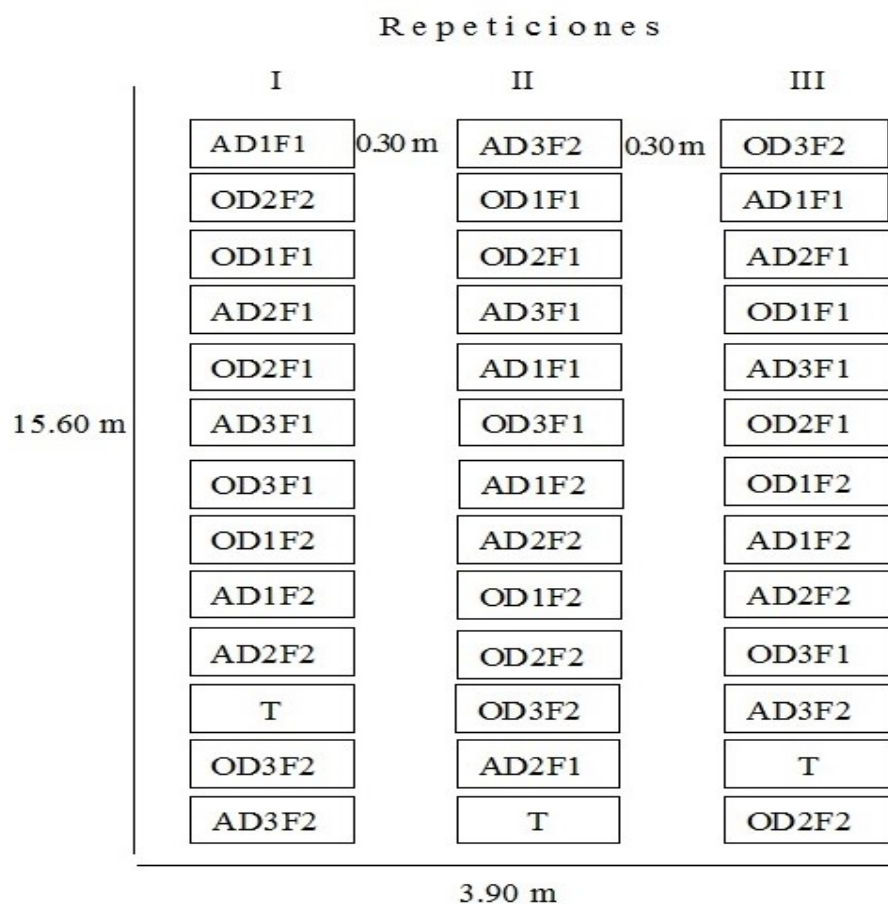 Repeticiones
I II III
AD1F1 0.30 m AD3F2 0.30 m OD3F2
OD2F2 OD1F1 AD1F1
OD1F1 OD2F1 AD2F1
AD2F1 AD3F1 OD1F1
OD2F1 AD1F1 AD3F1
15.60 m AD3F1 OD3F1 OD2F1
OD3F1 AD1F2 OD1F2
OD1F2 AD2F2 AD1F2
AD1F2 OD1F2 AD2F2
AD2F2 OD2F2 OD3F1
T OD3F2 AD3F2
OD3F2 AD2F1 T
AD3F2 T OD2F2
3.90 m